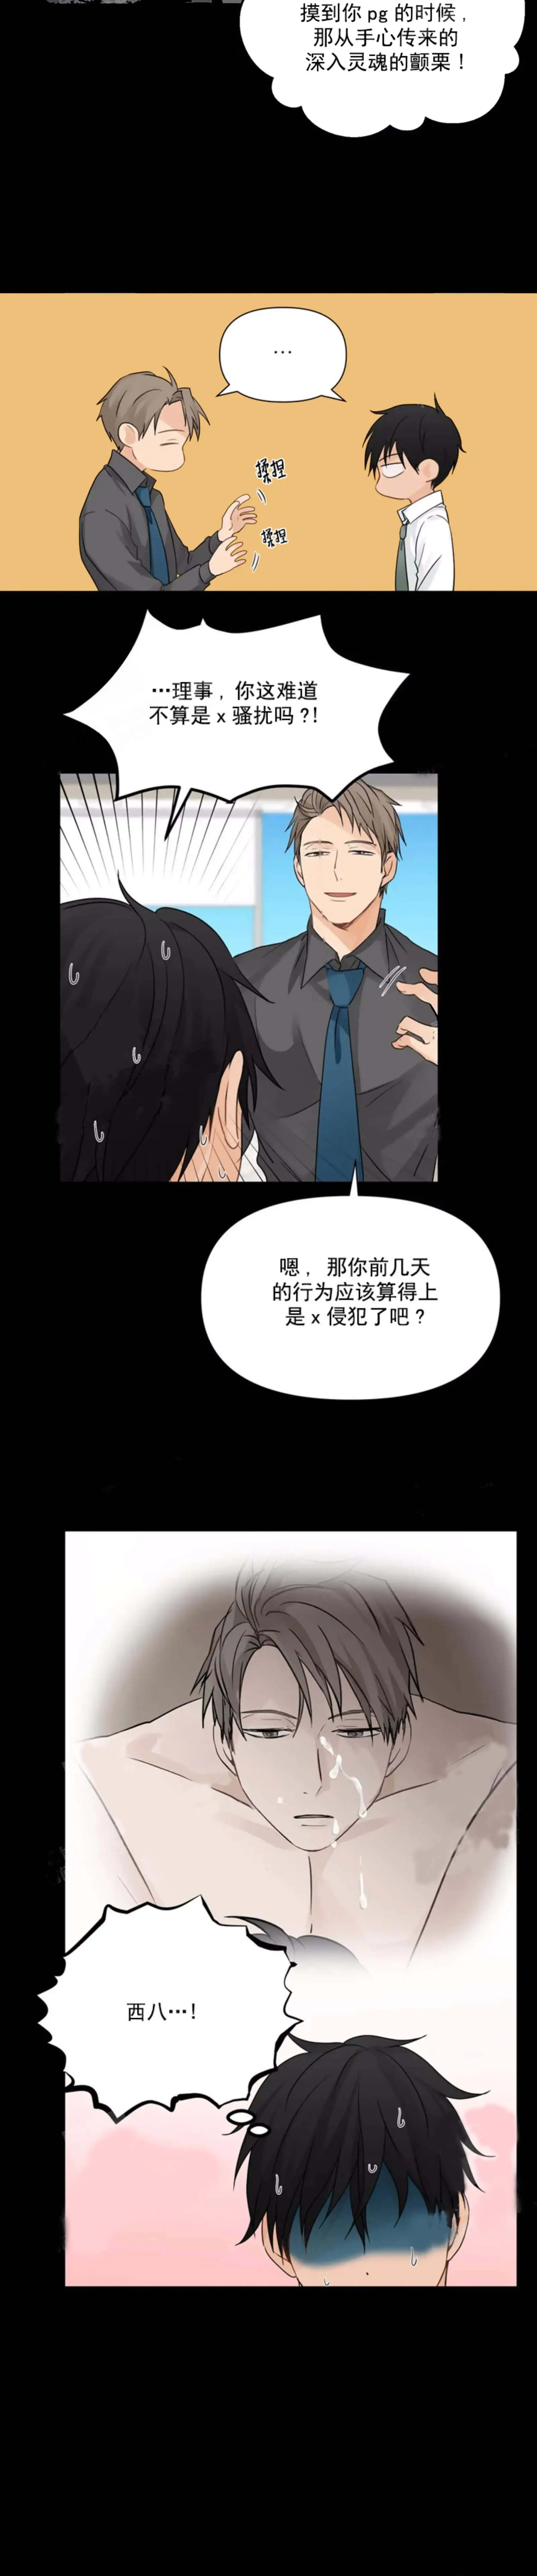 摸到你 pg 的时候,
那从手心传来的
深入灵魂的颤栗!
…
揉捏
揉捏
…理事, 你这难道
不算是 x 骚扰吗?!
嗯, 那你前几天
的行为应该算得上
是 x 侵犯了吧?
西八…!